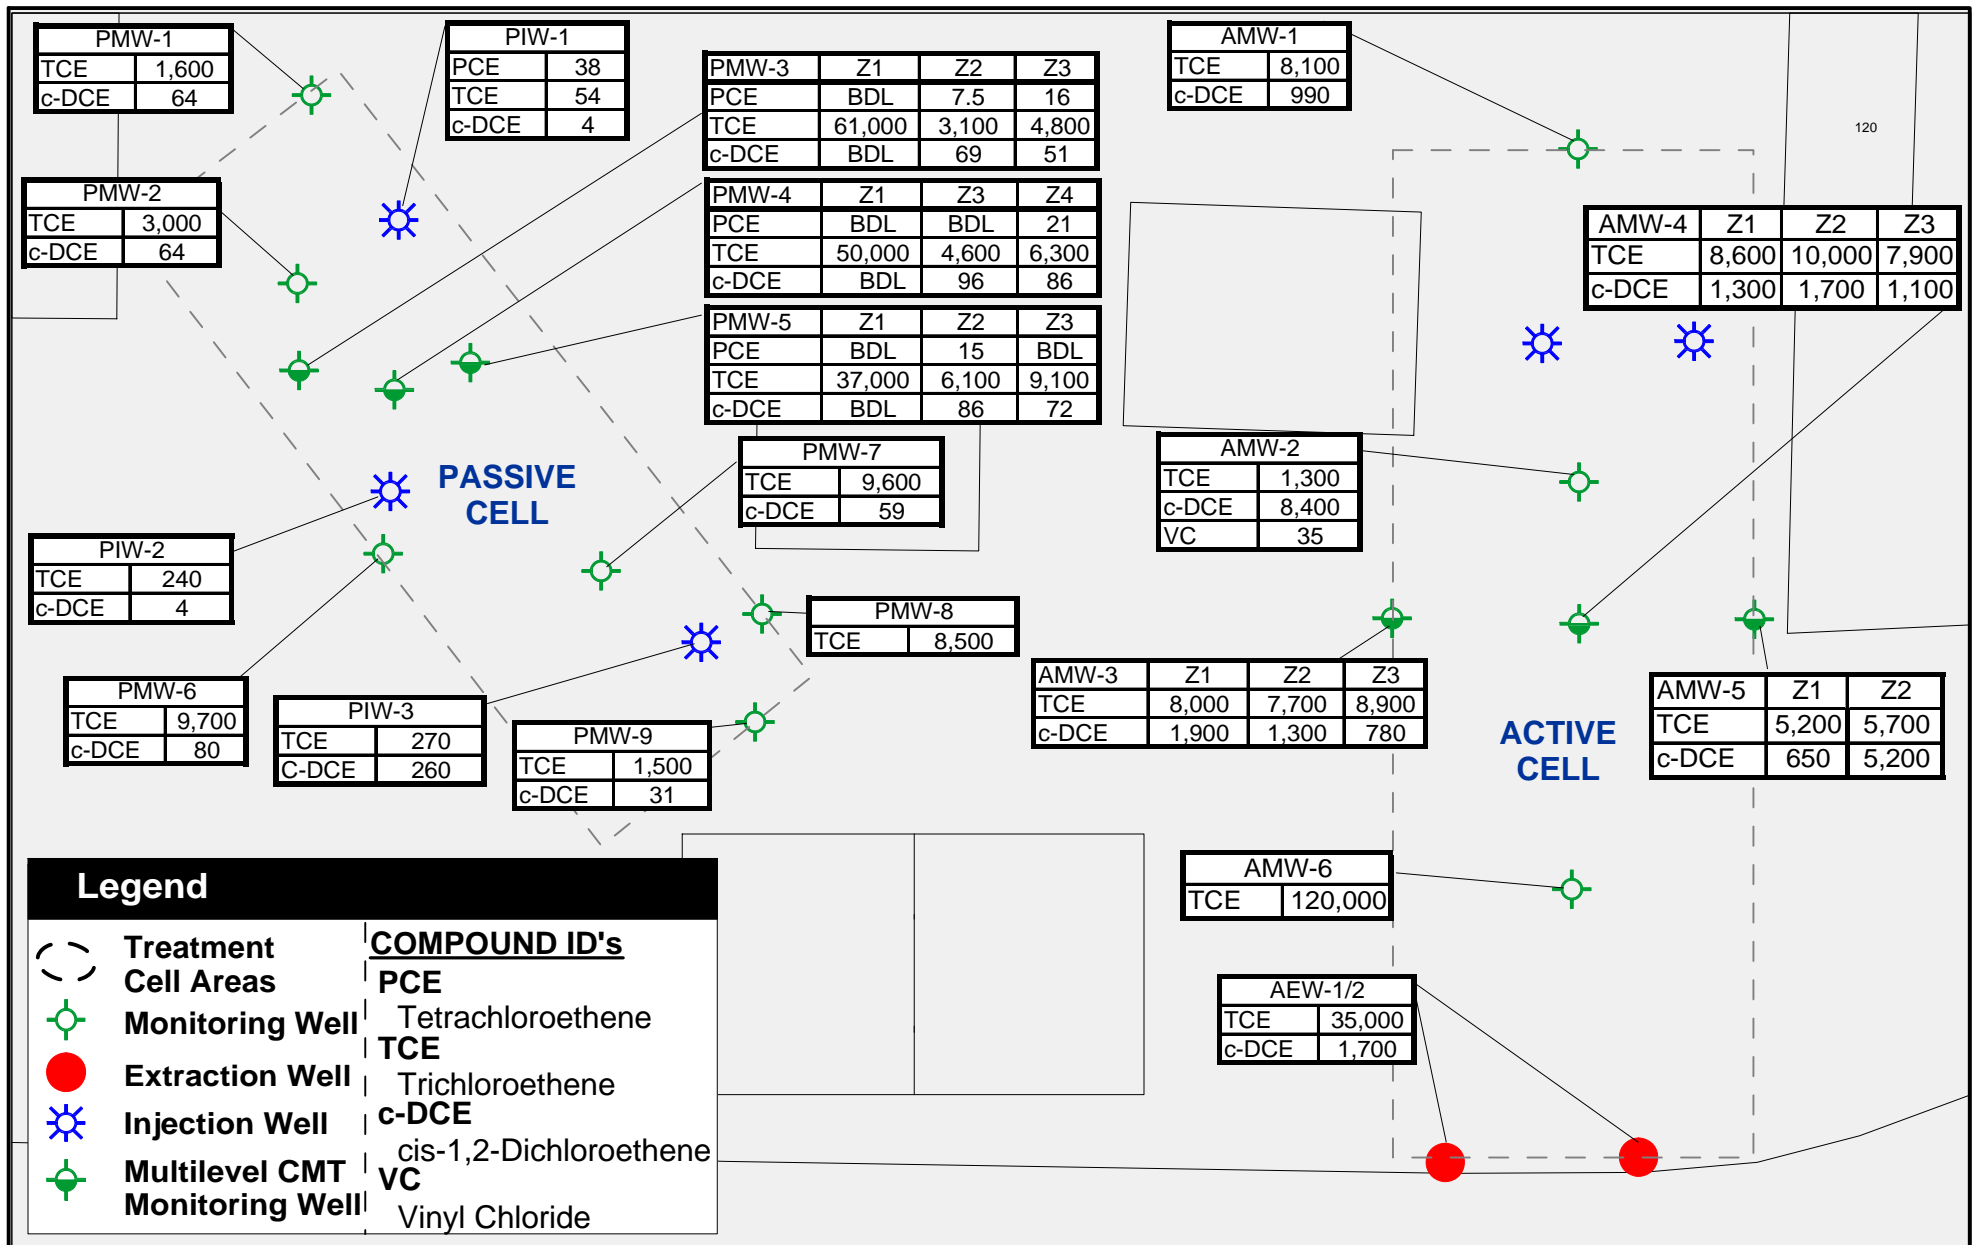 PMW-1
TCE 1,600
c-DCE 64
PIW-1
PCE 38
TCE 54
c-DCE 4
PMW-3 Z1 Z2 Z3
PCE BDL 7.5 16
TCE 61,000 3,100 4,800
c-DCE BDL 69 51
AMW-1
TCE 8,100
c-DCE 990
120
PMW-2
TCE 3,000
c-DCE 64
PMW-4 Z1 Z3 Z4
PCE BDL BDL 21
TCE 50,000 4,600 6,300
c-DCE BDL 96 86
AMW-4 Z1 Z2 Z3
TCE 8,600 10,000 7,900
c-DCE 1,300 1,700 1,100
PMW-5 Z1 Z2 Z3
PCE BDL 15 BDL
TCE 37,000 6,100 9,100
c-DCE BDL 86 72
PASSIVE
CELL
PMW-7
TCE 9,600
c-DCE 59
AMW-2
TCE 1,300
c-DCE 8,400
VC 35
PIW-2
TCE 240
c-DCE 4
PMW-8
TCE 8,500
PMW-6
TCE 9,700
c-DCE 80
PIW-3
TCE 270
C-DCE 260
PMW-9
TCE 1,500
c-DCE 31
AMW-3 Z1 Z2 Z3
TCE 8,000 7,700 8,900
c-DCE 1,900 1,300 780
ACTIVE
CELL
AMW-5 Z1 Z2
TCE 5,200 5,700
c-DCE 650 5,200
AMW-6
TCE 120,000
AEW-1/2
TCE 35,000
c-DCE 1,700
Legend
Treatment
Cell Areas
Monitoring Well
Extraction Well
Injection Well
Multilevel CMT
Monitoring Well
COMPOUND ID's
PCE
Tetrachloroethene
TCE
Trichloroethene
c-DCE
cis-1,2-Dichloroethene
VC
Vinyl Chloride